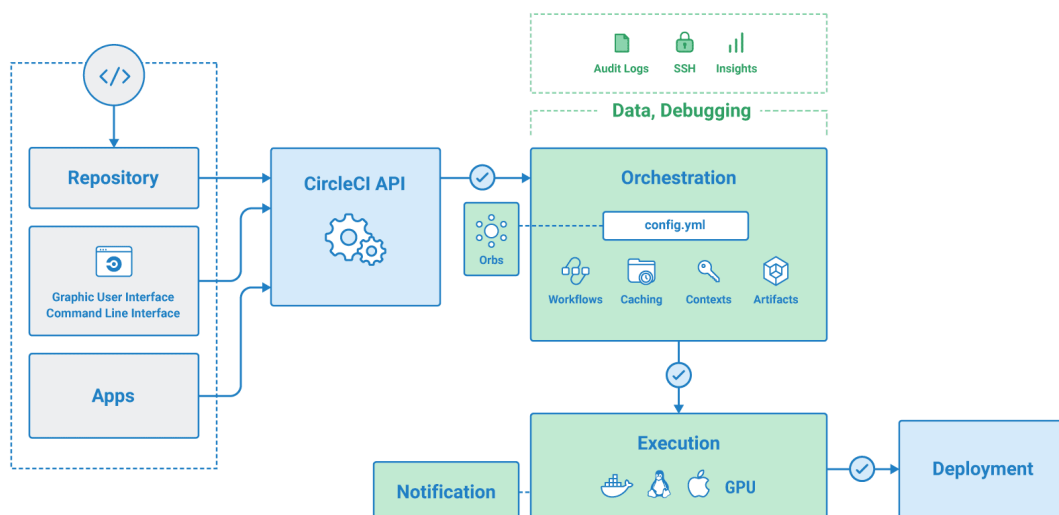 Audit Logs
SSH
Insights
Data, Debugging
</>
Repository
CircleCI API
Orchestration
config.yml
Orbs
Graphic User Interface
Command Line Interface
Workflows
Caching
Contexts
Artifacts
Apps
Execution
Notification
GPU
Deployment